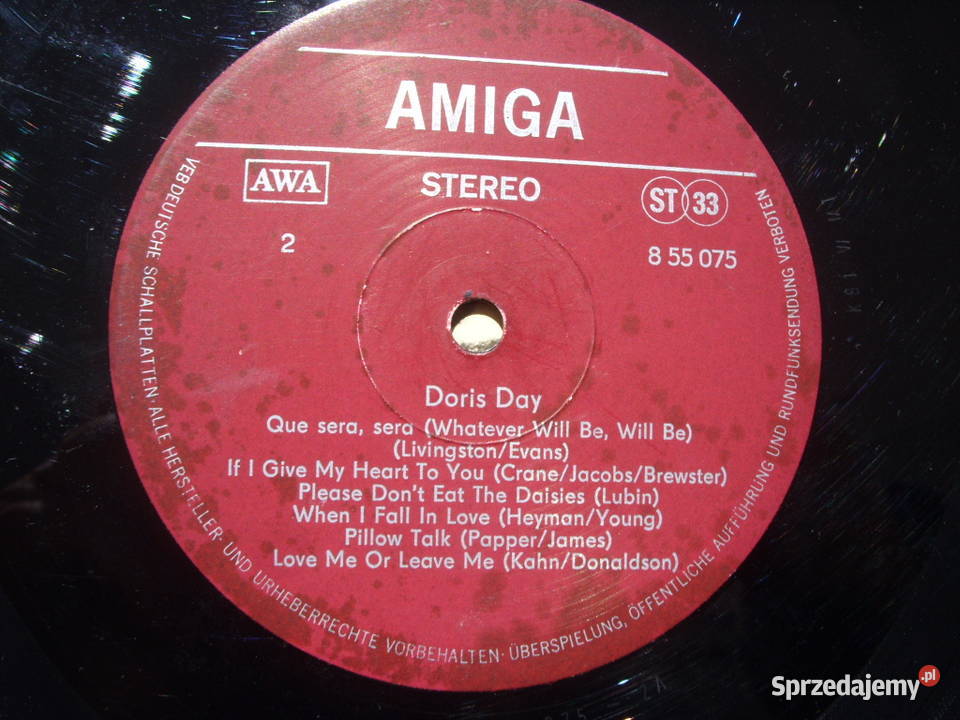 AMIGA
AWA
STEREO
ST 33
2
8 55 075
Doris Day
Que sera, sera (Whatever Will Be, Will Be)
(Livingston/Evans)
If I Give My Heart To You (Crane/Jacobs/Brewster)
Please Don't Eat The Daisies (Lubin)
When I Fall In Love (Heyman/Young)
Pillow Talk (Papper/James)
Love Me Or Leave Me (Kahn/Donaldson)
VEB DEUTSCHE SCHALLPLATTEN · ALLE HERSTELLER- UND URHEBERRECHTE VORBEHALTEN · ÜBERSPIELUNG, ÖFFENTLICHE AUFFÜHRUNG UND RUNDFUNKSENDUNG VERBOTEN
Sprzedajemy.pl